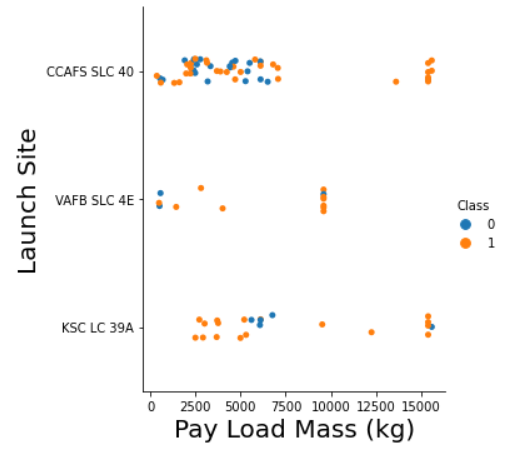 CCAFS SLC 40
VAFB SLC 4E
KSC LC 39A
Launch Site
0 2500 5000 7500 10000 12500 15000
Pay Load Mass (kg)
Class
0
1